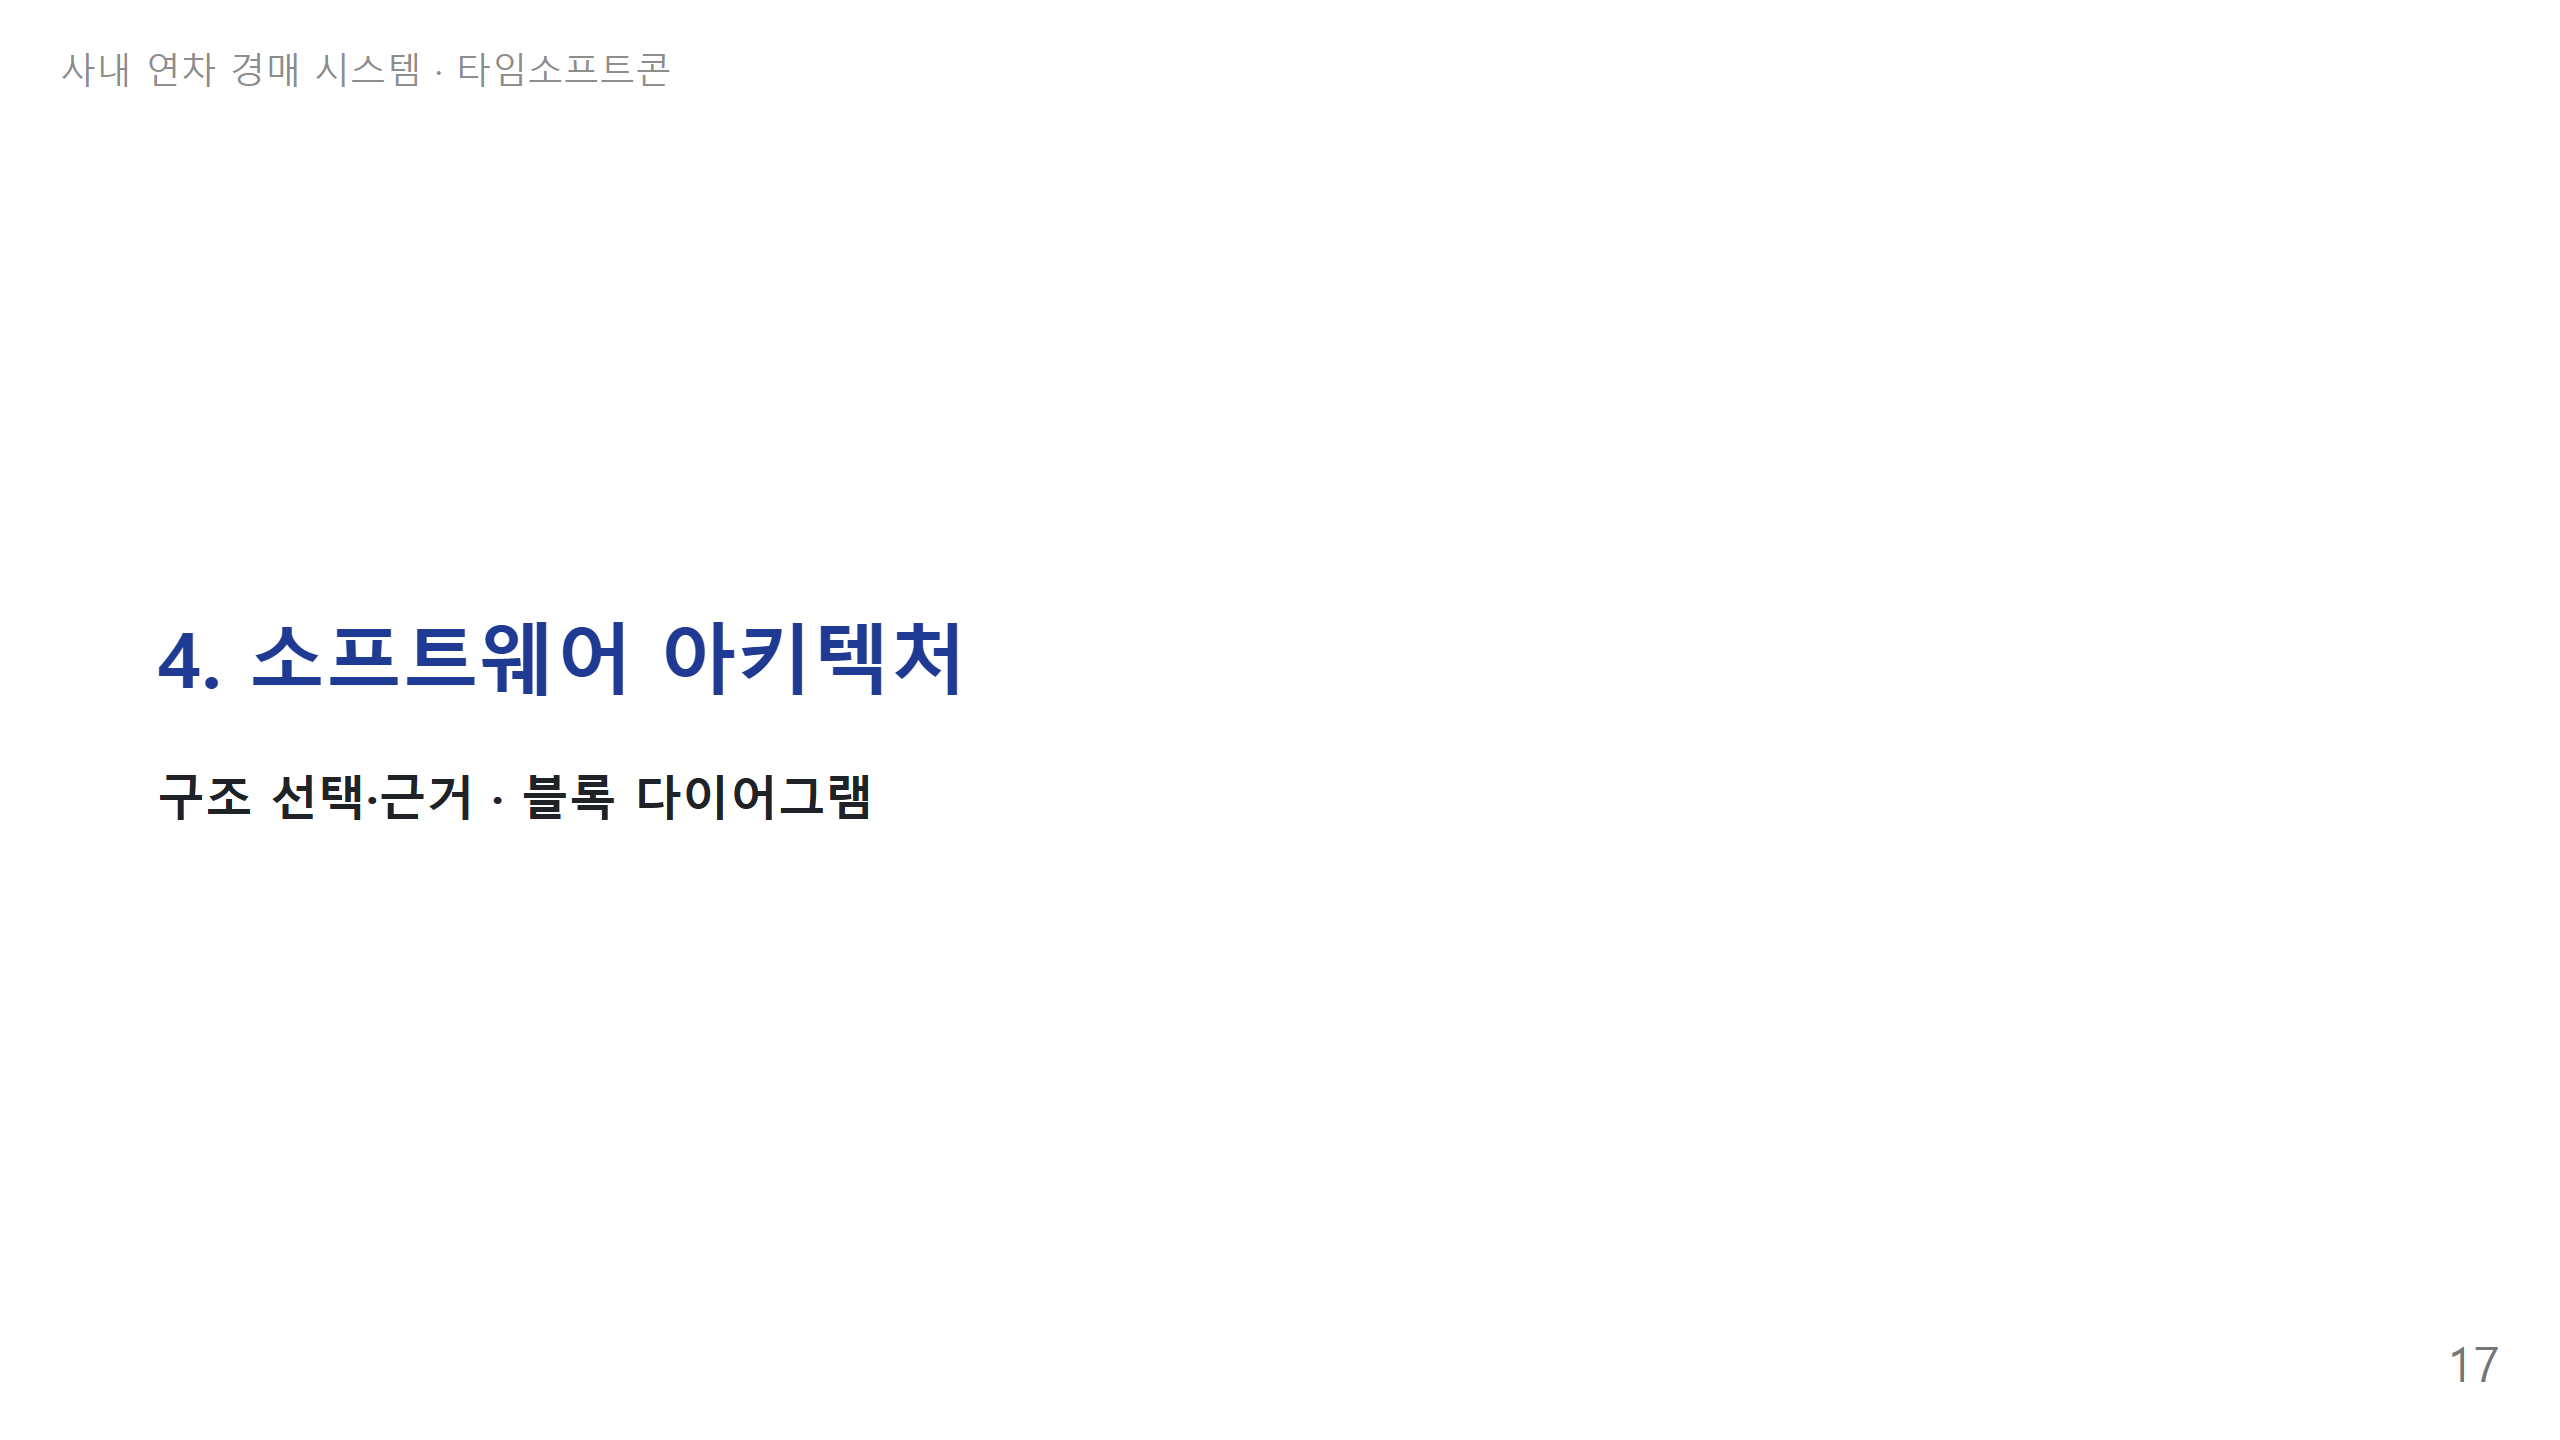 사내 연차 경매 시스템 · 타임소프트콘
4. 소프트웨어 아키텍처
구조 선택·근거 · 블록 다이어그램
17